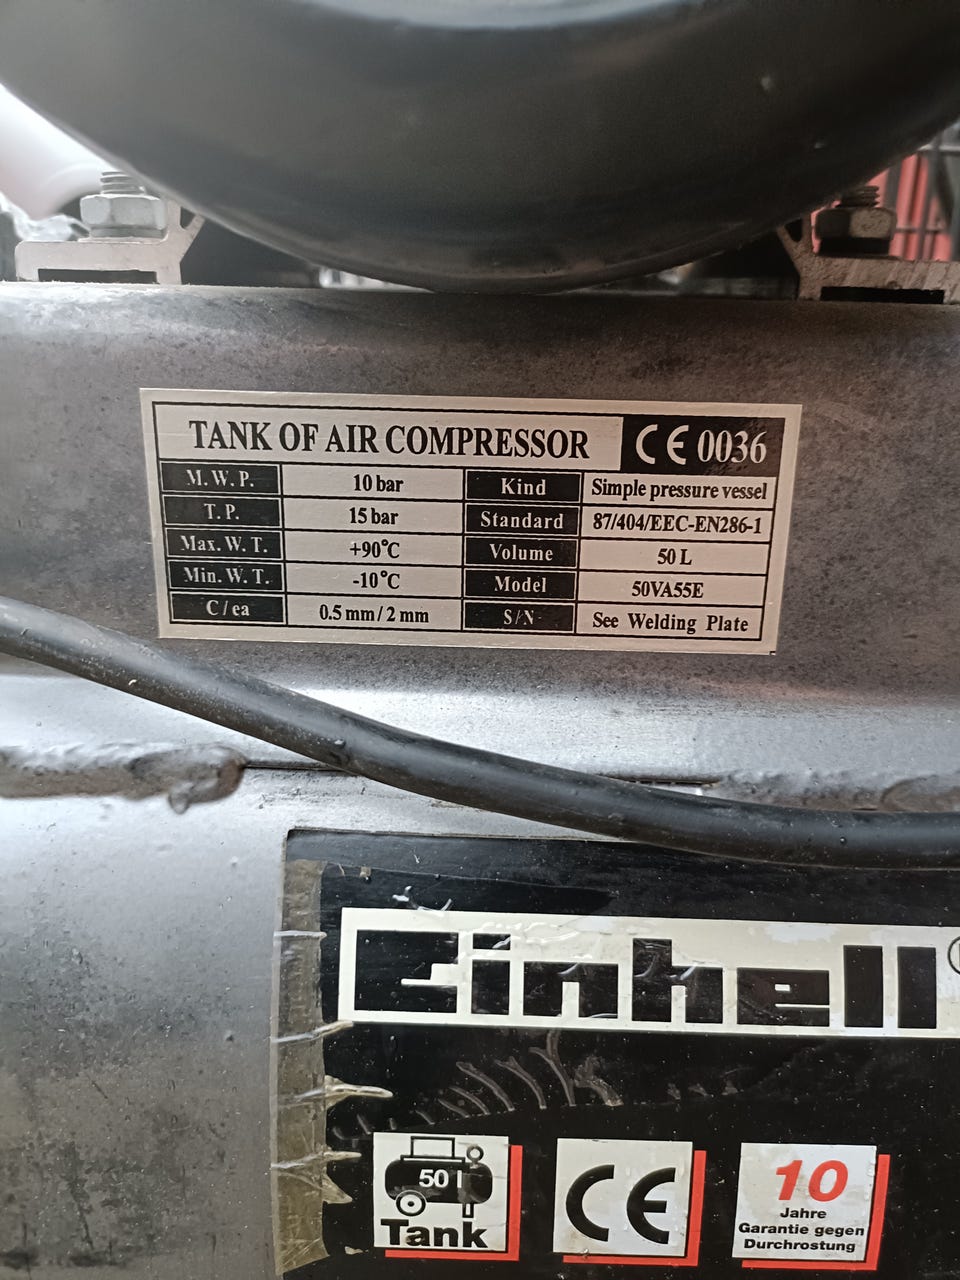 TANK OF AIR COMPRESSOR CE 0036
M. W. P. 10 bar Kind Simple pressure vessel
T. P. 15 bar Standard 87/404/EEC-EN286-1
Max. W. T. +90°C Volume 50 L
Min. W. T. -10°C Model 50VA55E
C / ea 0.5 mm / 2 mm S/N See Welding Plate
Einhell®
50 l
Tank
CE
10
Jahre
Garantie gegen
Durchrostung